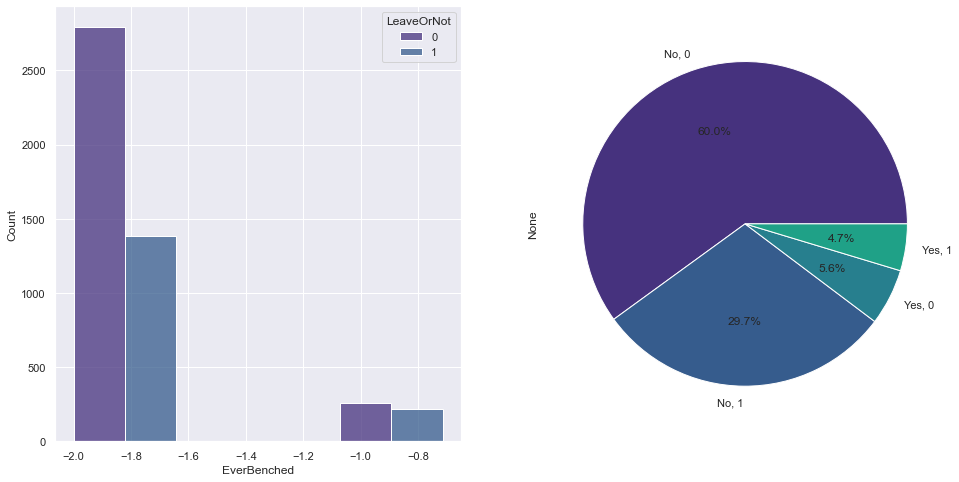 LeaveOrNot
0
1
2500
2000
1500
1000
500
0
Count
−2.0 −1.8 −1.6 −1.4 −1.2 −1.0 −0.8
EverBenched
No, 0
60.0%
None
4.7%
Yes, 1
5.6%
Yes, 0
29.7%
No, 1